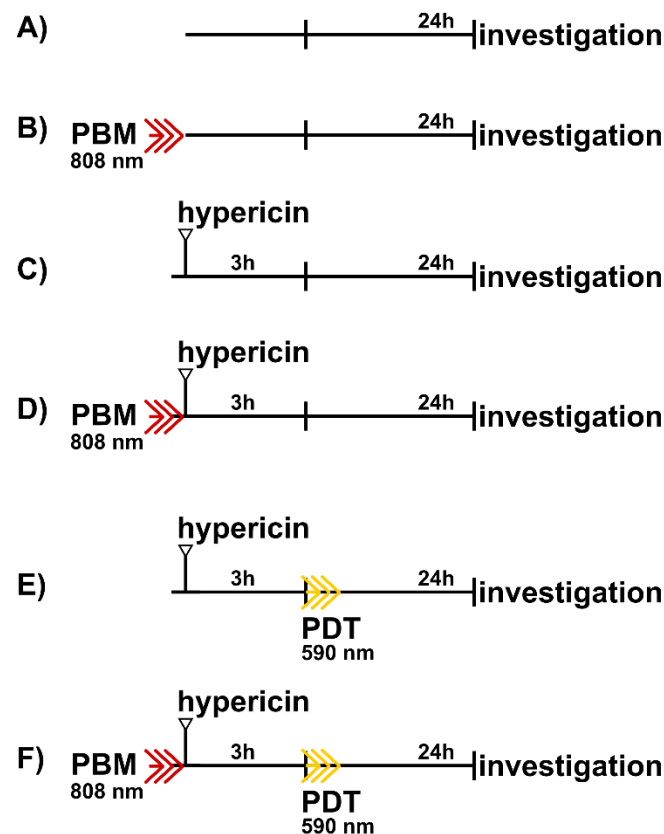 A) 24h investigation
B) PBM 24h investigation
808 nm
hypericin
C) 3h 24h investigation
hypericin
D) PBM 3h 24h investigation
808 nm
hypericin
E) 3h 24h investigation
PDT
590 nm
hypericin
F) PBM 3h 24h investigation
808 nm PDT
590 nm